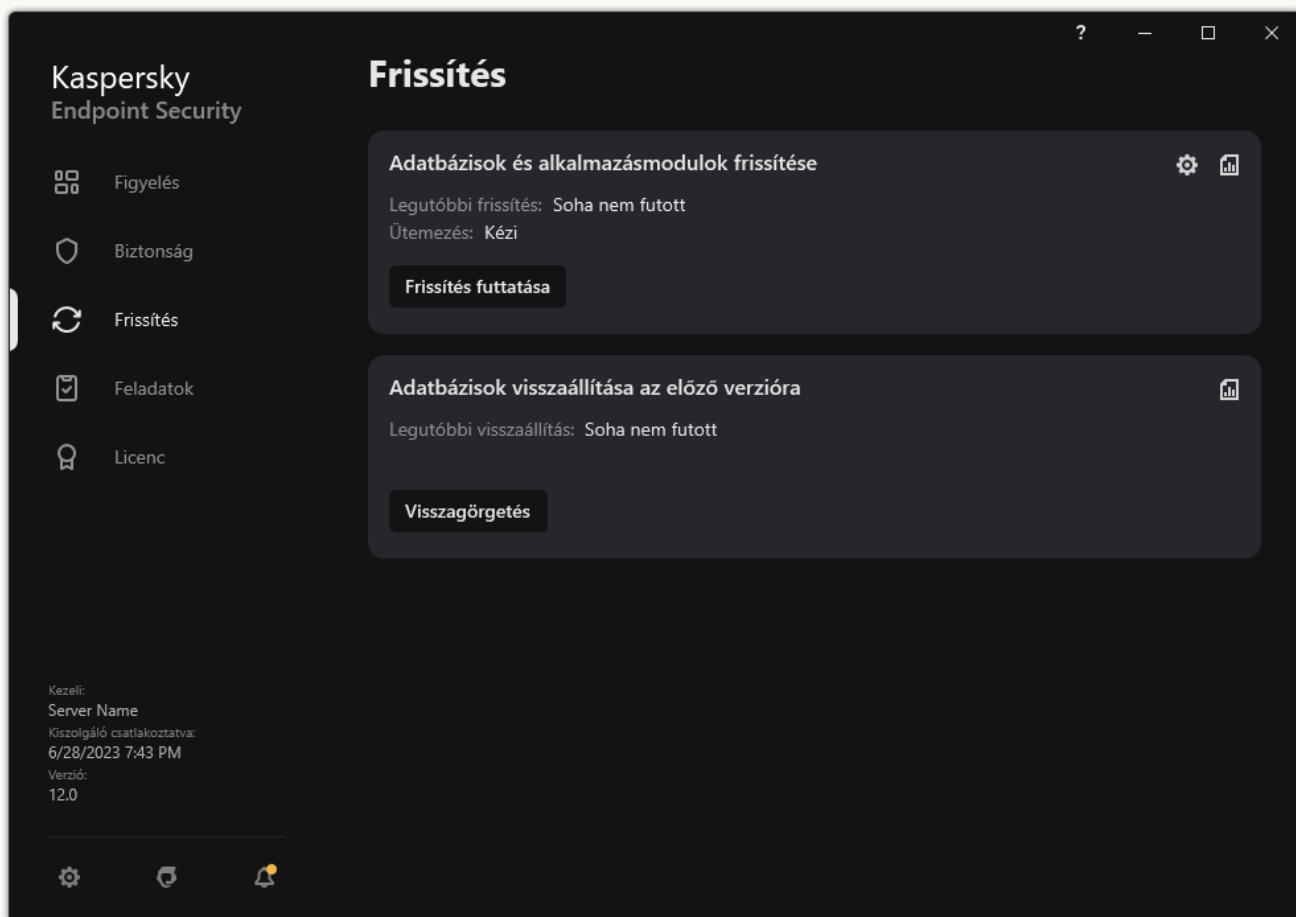 ?
Kaspersky
Endpoint Security
Figyelés
Biztonság
Frissítés
Feladatok
Licenc
Kezeli:
Server Name
Kiszolgáló csatlakoztatva:
6/28/2023 7:43 PM
Verzió:
12.0
Frissítés
Adatbázisok és alkalmazásmodulok frissítése
Legutóbbi frissítés: Soha nem futott
Ütemezés: Kézi
Frissítés futtatása
Adatbázisok visszaállítása az előző verzióra
Legutóbbi visszaállítás: Soha nem futott
Visszagörgetés